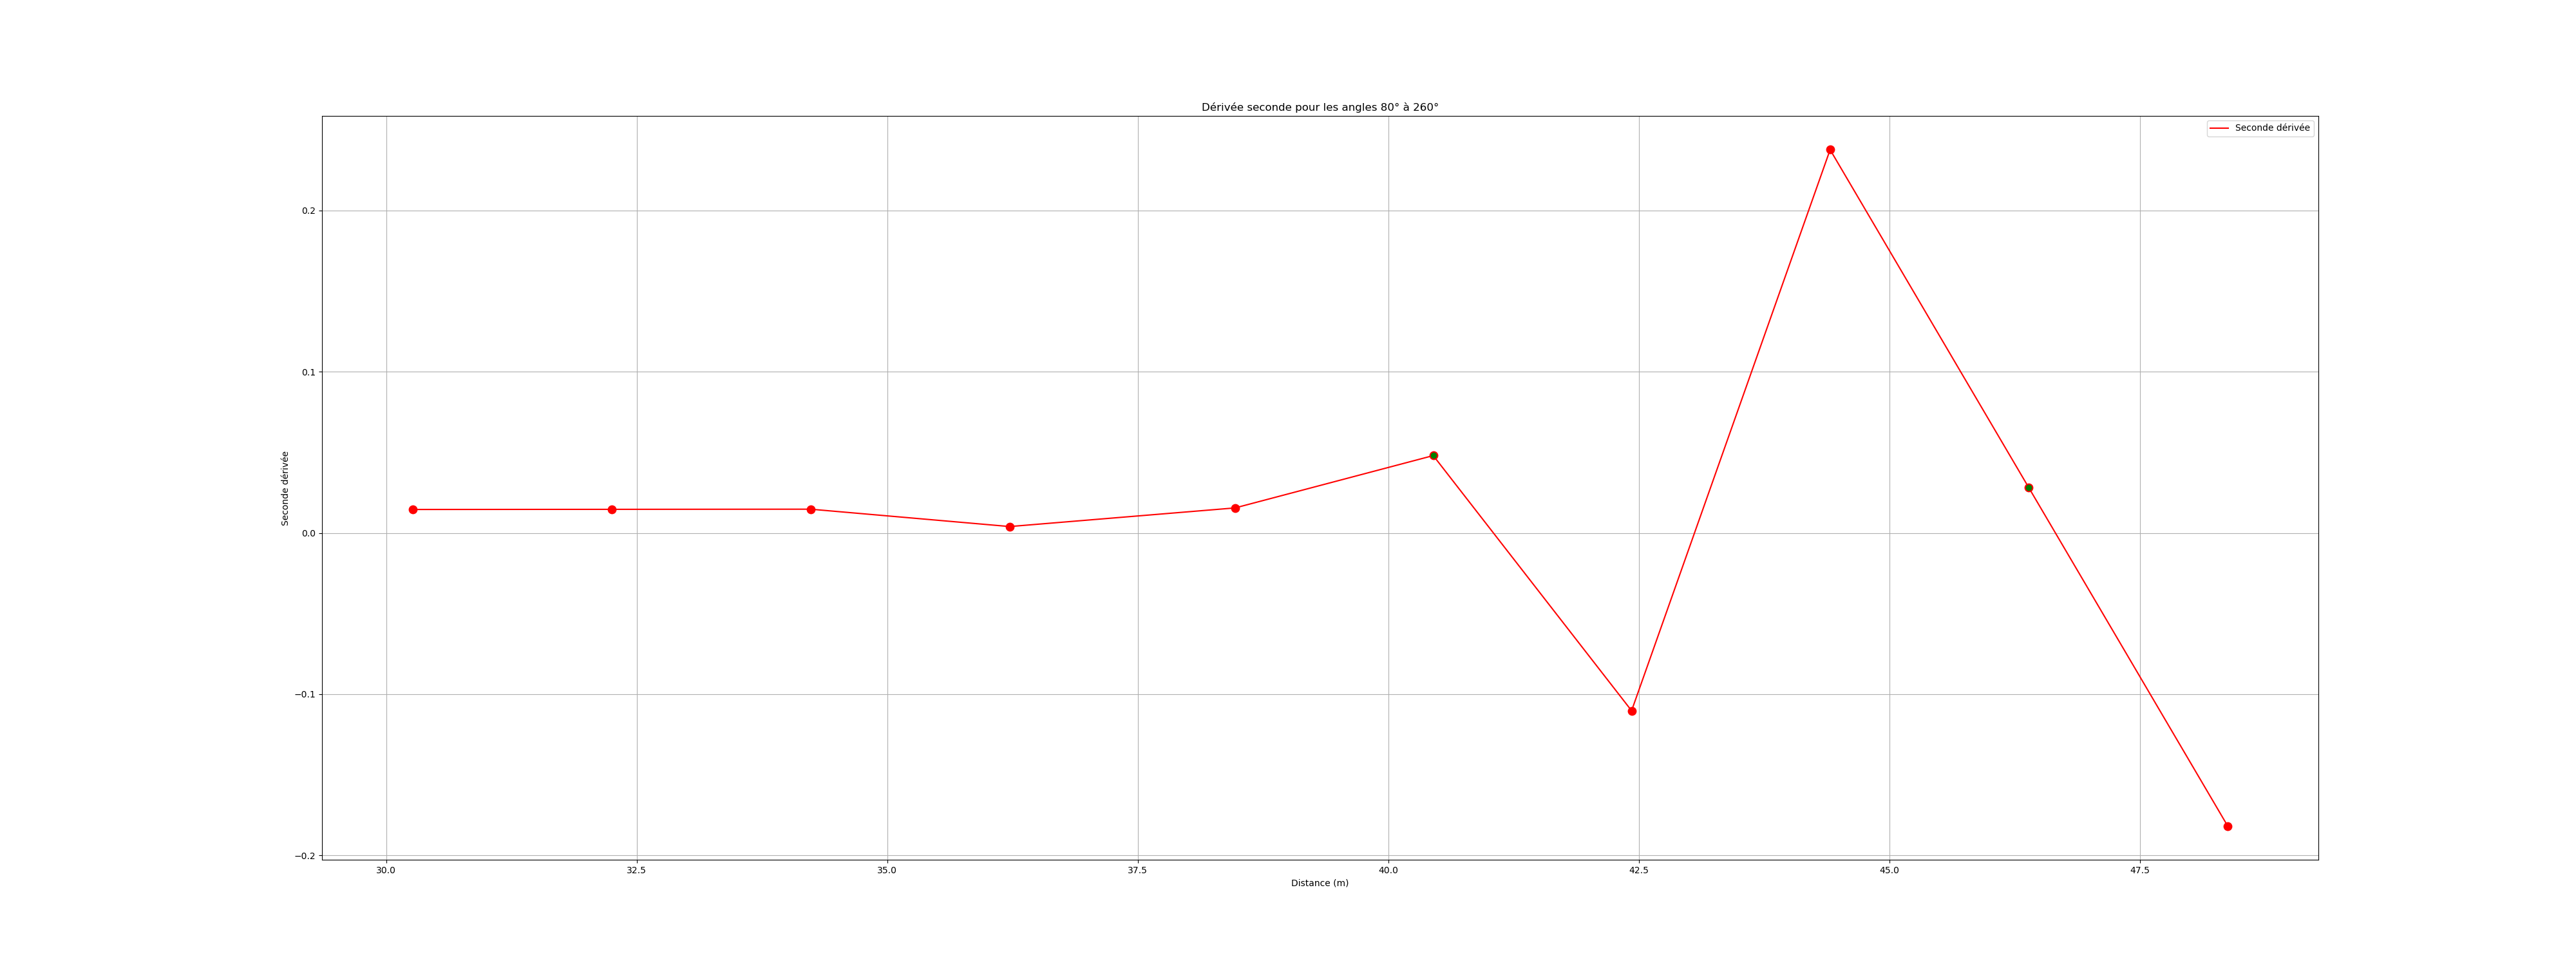 Dérivée seconde pour les angles 80° à 260°
Seconde dérivée
Seconde dérivée
0.2
0.1
0.0
−0.1
−0.2
30.0 32.5 35.0 37.5 40.0 42.5 45.0 47.5
Distance (m)